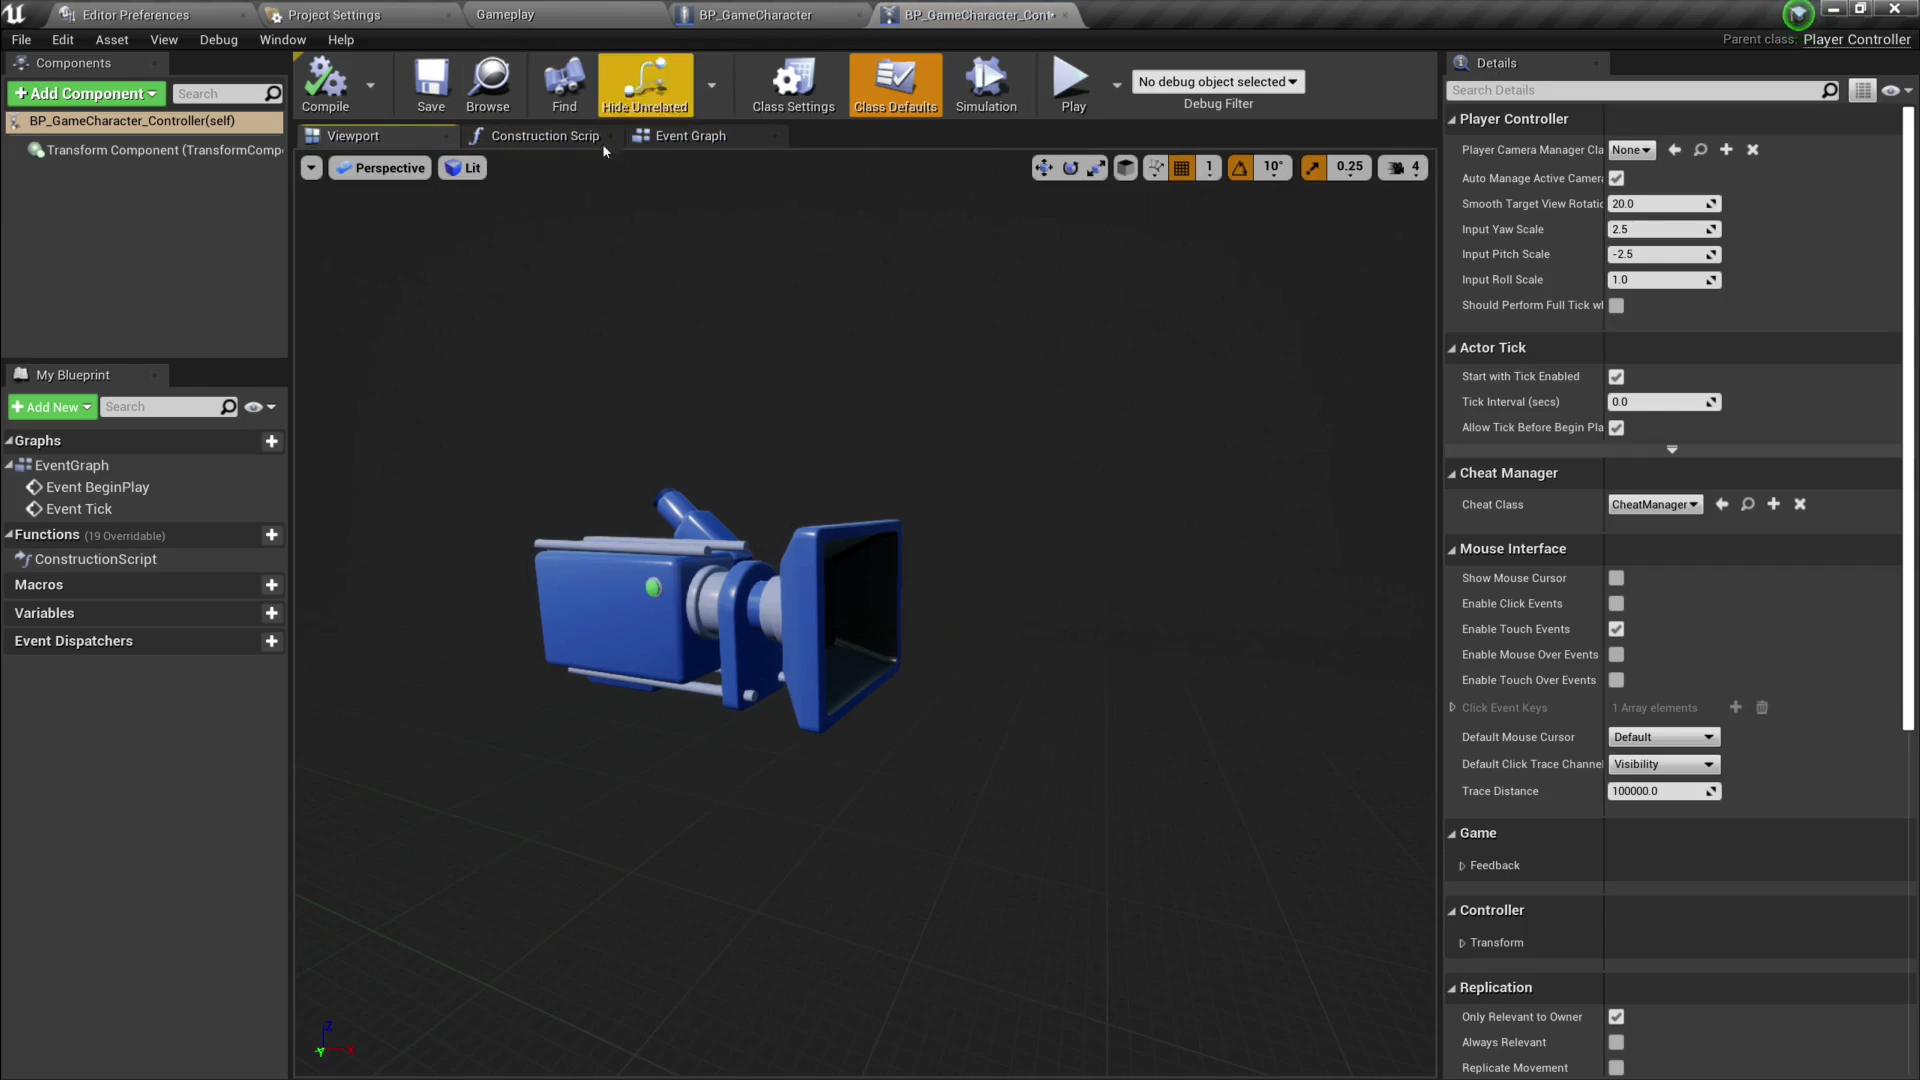 Editor Preferences
Project Settings
Gameplay
BP_GameCharacter
BP_GameCharacter_Cont
File Edit Asset View Debug Window Help
Parent class: Player Controller
Components
+Add Component
Search
BP_GameCharacter_Controller(self)
Transform Component (TransformComp
Compile
Save
Browse
Find
Hide Unrelated
Class Settings
Class Defaults
Simulation
Play
No debug object selected
Debug Filter
Viewport
Construction Scrip
Event Graph
Perspective
Lit
1
10°
0.25
4
My Blueprint
+Add New
Search
Graphs
EventGraph
Event BeginPlay
Event Tick
Functions (19 Overridable)
ConstructionScript
Macros
Variables
Event Dispatchers
Z
Y
X
Details
Search Details
Player Controller
Player Camera Manager Cla None
Auto Manage Active Camera
Smooth Target View Rotatic 20.0
Input Yaw Scale 2.5
Input Pitch Scale -2.5
Input Roll Scale 1.0
Should Perform Full Tick wl
Actor Tick
Start with Tick Enabled
Tick Interval (secs) 0.0
Allow Tick Before Begin Pla
Cheat Manager
Cheat Class CheatManager
Mouse Interface
Show Mouse Cursor
Enable Click Events
Enable Touch Events
Enable Mouse Over Events
Enable Touch Over Events
Click Event Keys 1 Array elements
Default Mouse Cursor Default
Default Click Trace Channel Visibility
Trace Distance 100000.0
Game
Feedback
Controller
Transform
Replication
Only Relevant to Owner
Always Relevant
Replicate Movement